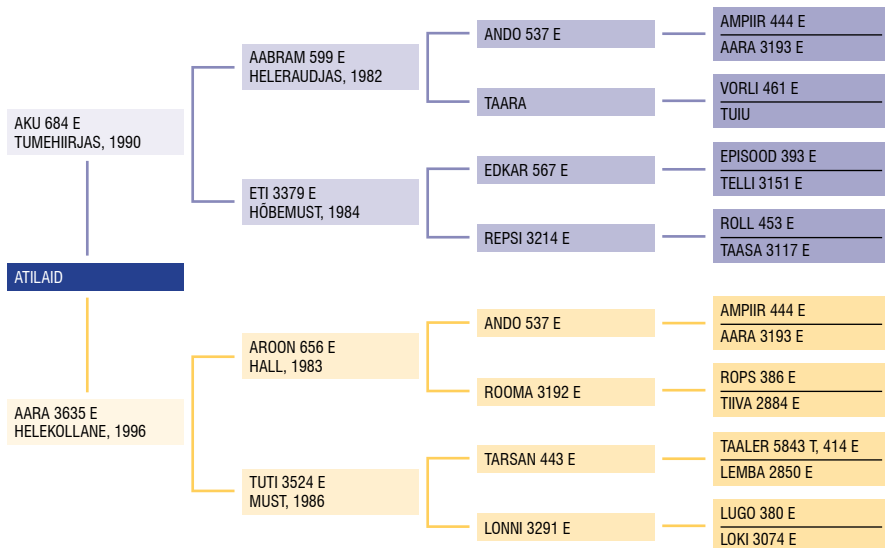 AKU 684 E
TUMEHIIRJAS, 1990
ATILAID
AARA 3635 E
HELEKOLLANE, 1996
AABRAM 599 E
HELERAUDJAS, 1982
ETI 3379 E
HÕBEMUST, 1984
AROON 656 E
HALL, 1983
TUTI 3524 E
MUST, 1986
ANDO 537 E
TAARA
EDKAR 567 E
REPSI 3214 E
ANDO 537 E
ROOMA 3192 E
TARSAN 443 E
LONNI 3291 E
AMPIIR 444 E
AARA 3193 E
VORLI 461 E
TUIU
EPISOOD 393 E
TELLI 3151 E
ROLL 453 E
TAASA 3117 E
AMPIIR 444 E
AARA 3193 E
ROPS 386 E
TIIVA 2884 E
TAALER 5843 T, 414 E
LEMBA 2850 E
LUGO 380 E
LOKI 3074 E